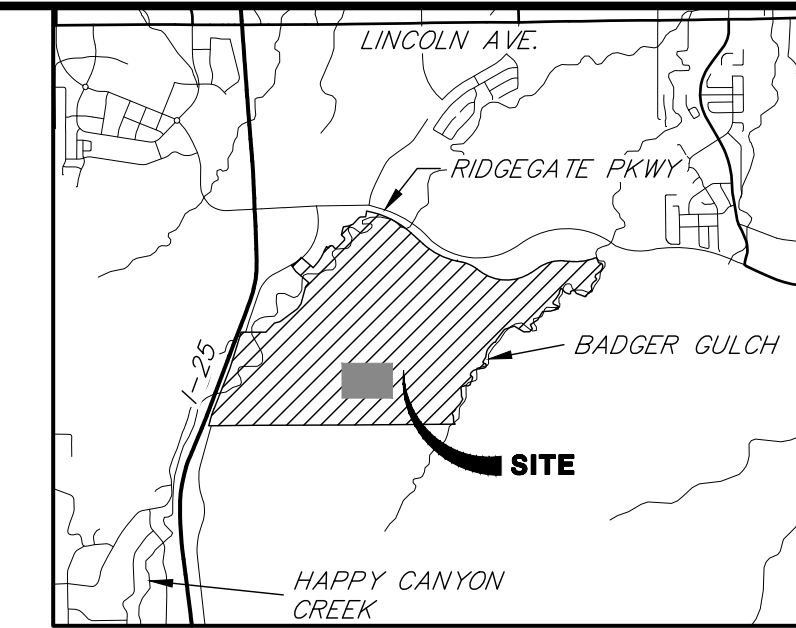 LINCOLN AVE.
RIDGEGATE PKWY
BADGER GULCH
I-25
SITE
HAPPY CANYON
CREEK